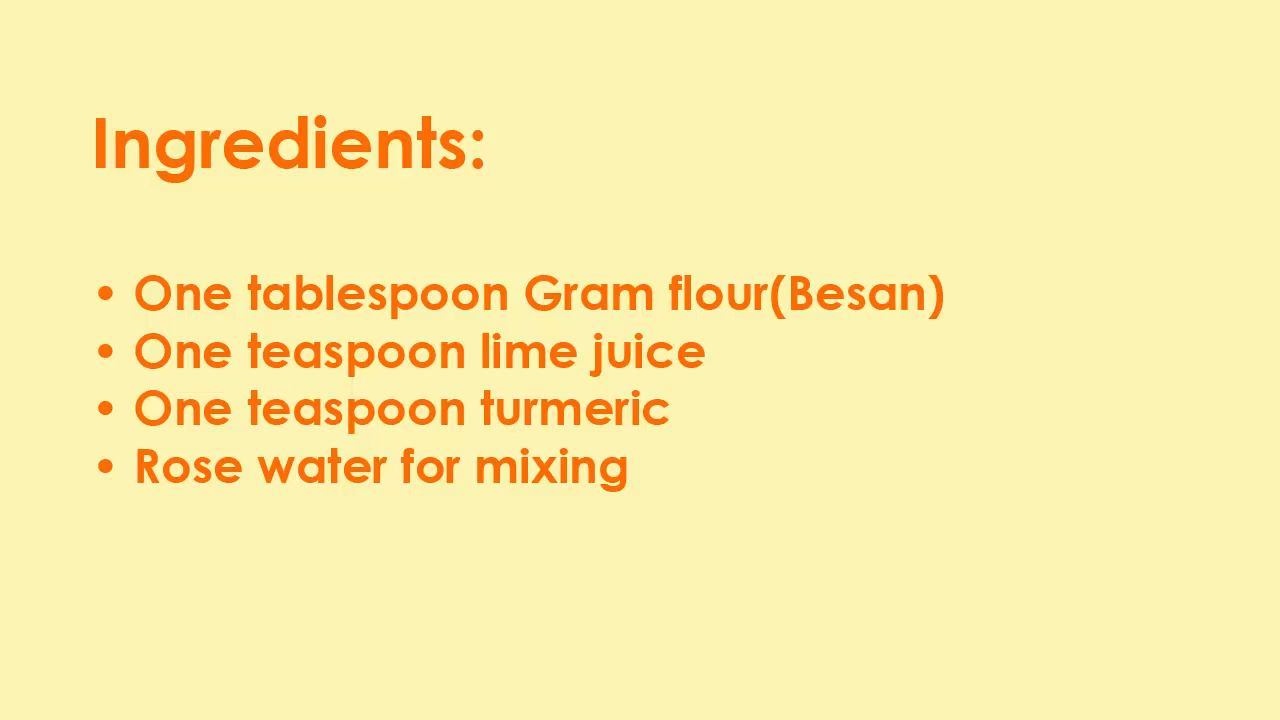 Ingredients:
• One tablespoon Gram flour(Besan)
• One teaspoon lime juice
• One teaspoon turmeric
• Rose water for mixing